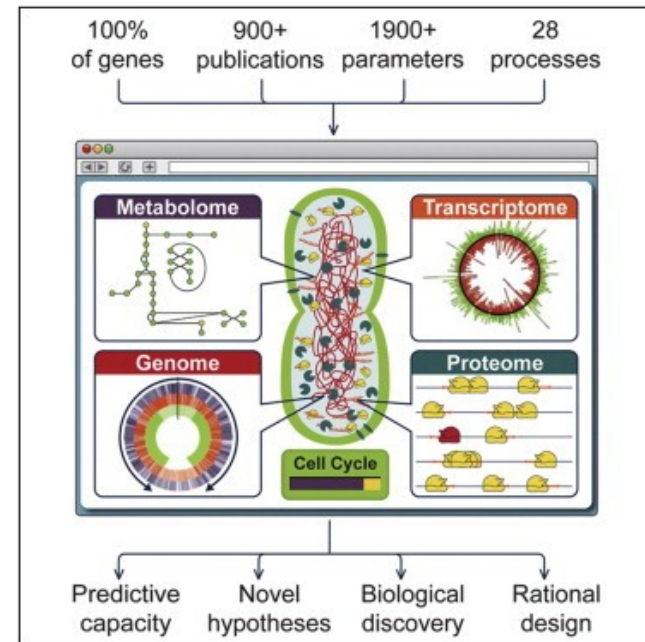 100% of genes
900+ publications
1900+ parameters
28 processes
Metabolome
Transcriptome
Genome
Proteome
Cell Cycle
Predictive capacity
Novel hypotheses
Biological discovery
Rational design